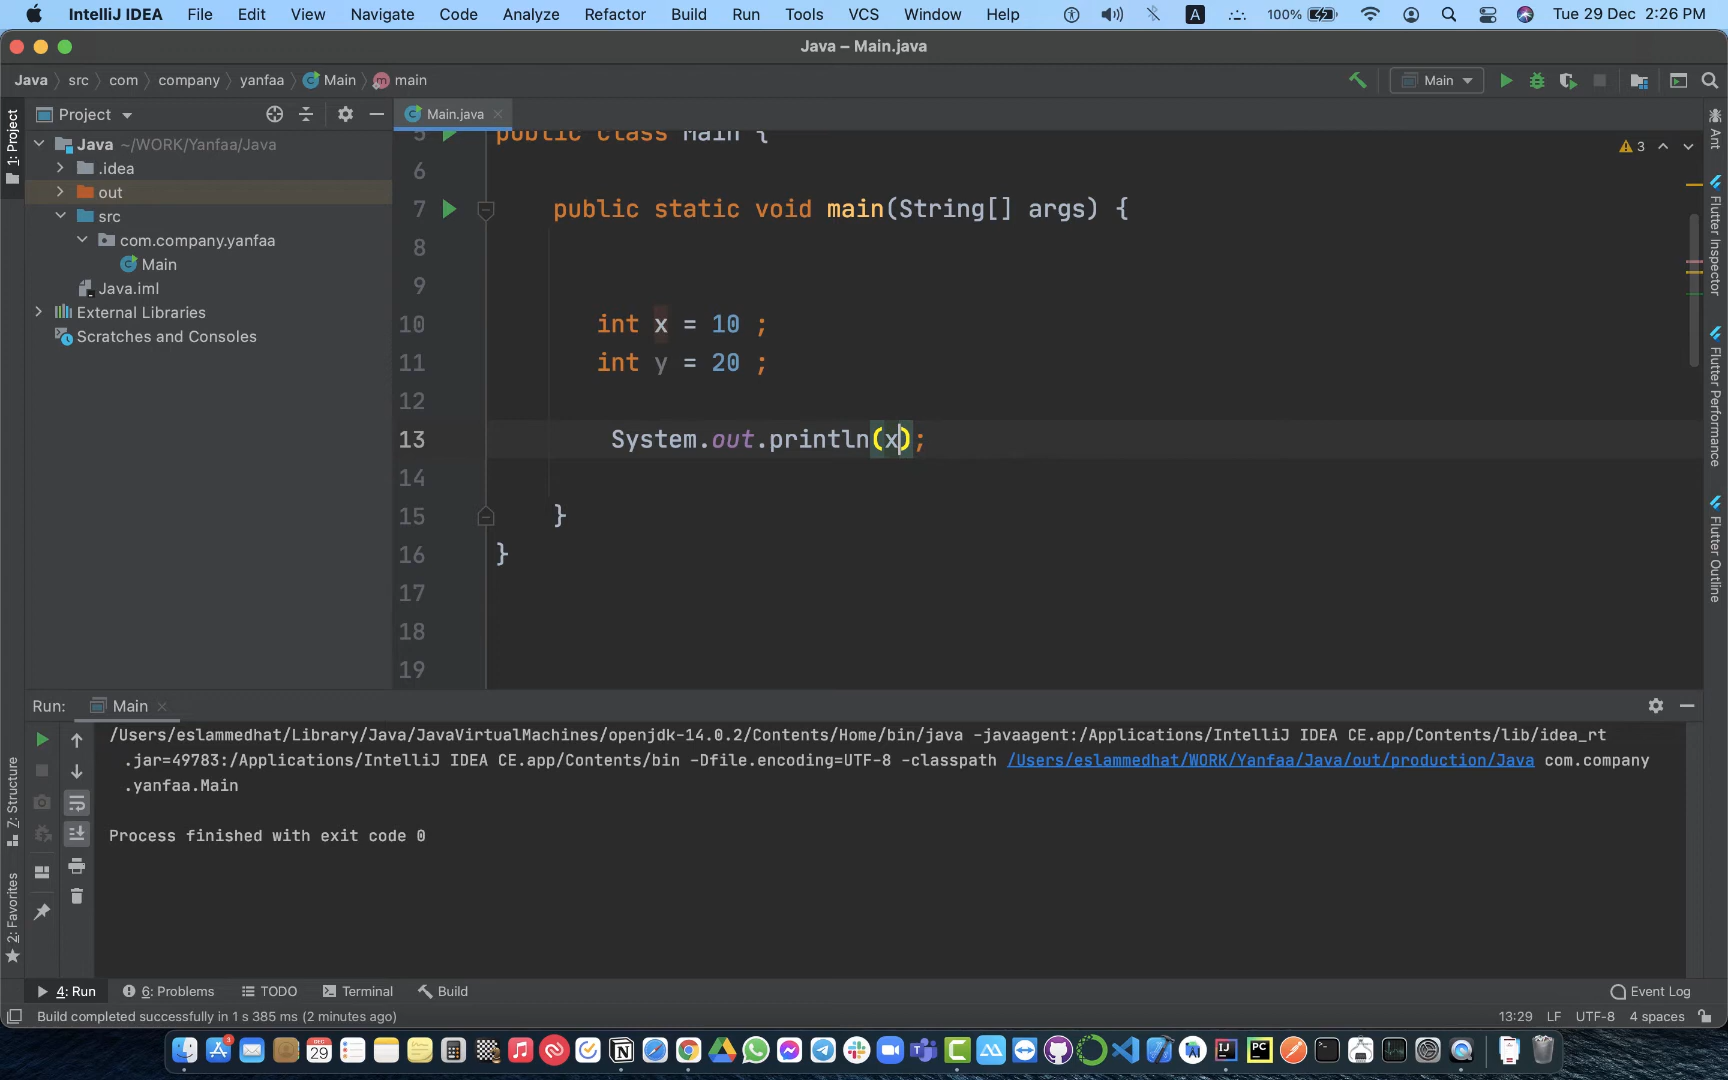 IntelliJ IDEA File Edit View Navigate Code Analyze Refactor Build Run Tools VCS Window Help A 100% Tue 29 Dec 2:26 PM
Java – Main.java
Java src com company yanfaa Main main Main
Project Main.java
1: Project
Ant
Flutter Inspector
Flutter Performance
Flutter Outline
Java ~/WORK/Yanfaa/Java
.idea
out
src
com.company.yanfaa
Main
Java.iml
External Libraries
Scratches and Consoles
3
5 public class Main {
6
7 public static void main(String[] args) {
8
9
10 int x = 10 ;
11 int y = 20 ;
12
13 System.out.println(x);
14
15 }
16 }
17
18
19
Run: Main
Z: Structure
2: Favorites
/Users/eslammedhat/Library/Java/JavaVirtualMachines/openjdk-14.0.2/Contents/Home/bin/java -javaagent:/Applications/IntelliJ IDEA CE.app/Contents/lib/idea_rt
.jar=49783:/Applications/IntelliJ IDEA CE.app/Contents/bin -Dfile.encoding=UTF-8 -classpath /Users/eslammedhat/WORK/Yanfaa/Java/out/production/Java com.company
.yanfaa.Main
Process finished with exit code 0
4: Run 6: Problems TODO Terminal Build Event Log
Build completed successfully in 1 s 385 ms (2 minutes ago) 13:29 LF UTF-8 4 spaces
3
DEC
29
PC